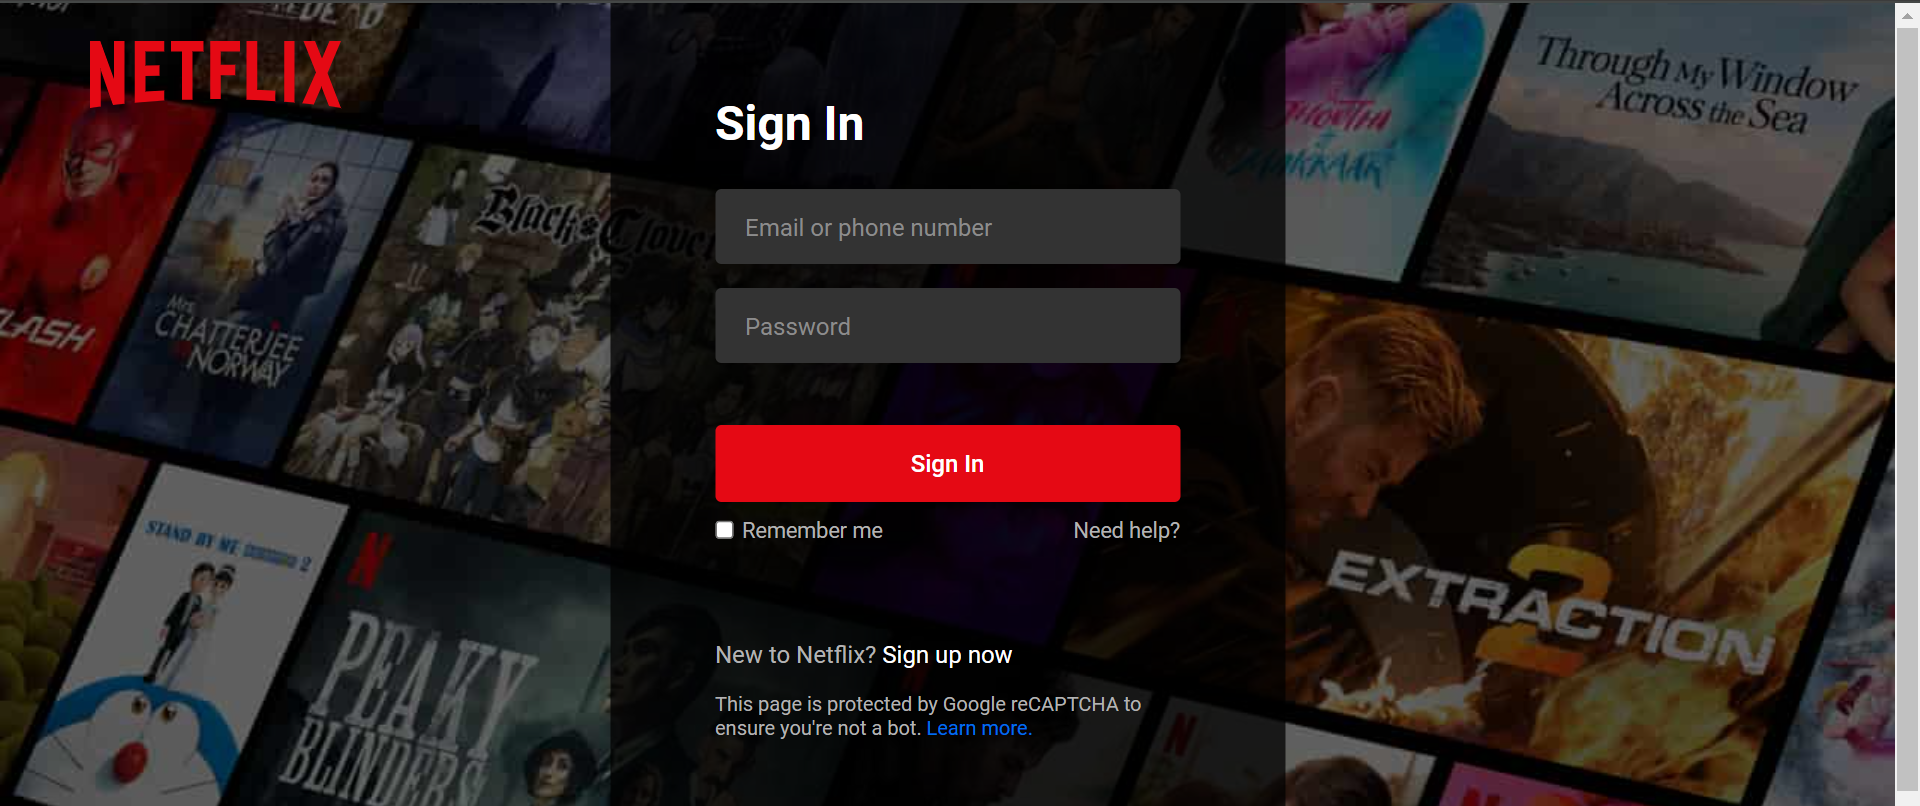 NETFLIX
Sign In
Email or phone number
Password
Sign In
Remember me
Need help?
New to Netflix? Sign up now
This page is protected by Google reCAPTCHA to
ensure you're not a bot. Learn more.
Through My Window
Across the Sea
Black Clover
MRS.
CHATTERJEE
NORWAY
STAND BY ME
2
N
PEAKY
BLINDERS
EXTRACTION
2
N